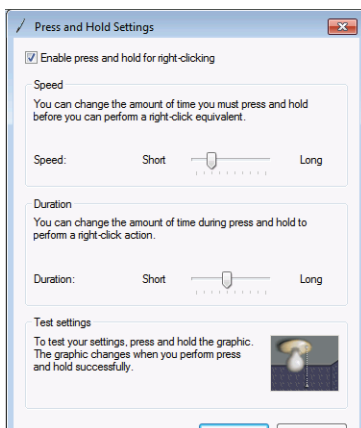 Press and Hold Settings
Enable press and hold for right-clicking
Speed
You can change the amount of time you must press and hold
before you can perform a right-click equivalent.
Speed: Short Long
Duration
You can change the amount of time during press and hold to
perform a right-click action.
Duration: Short Long
Test settings
To test your settings, press and hold the graphic.
The graphic changes when you perform press
and hold successfully.